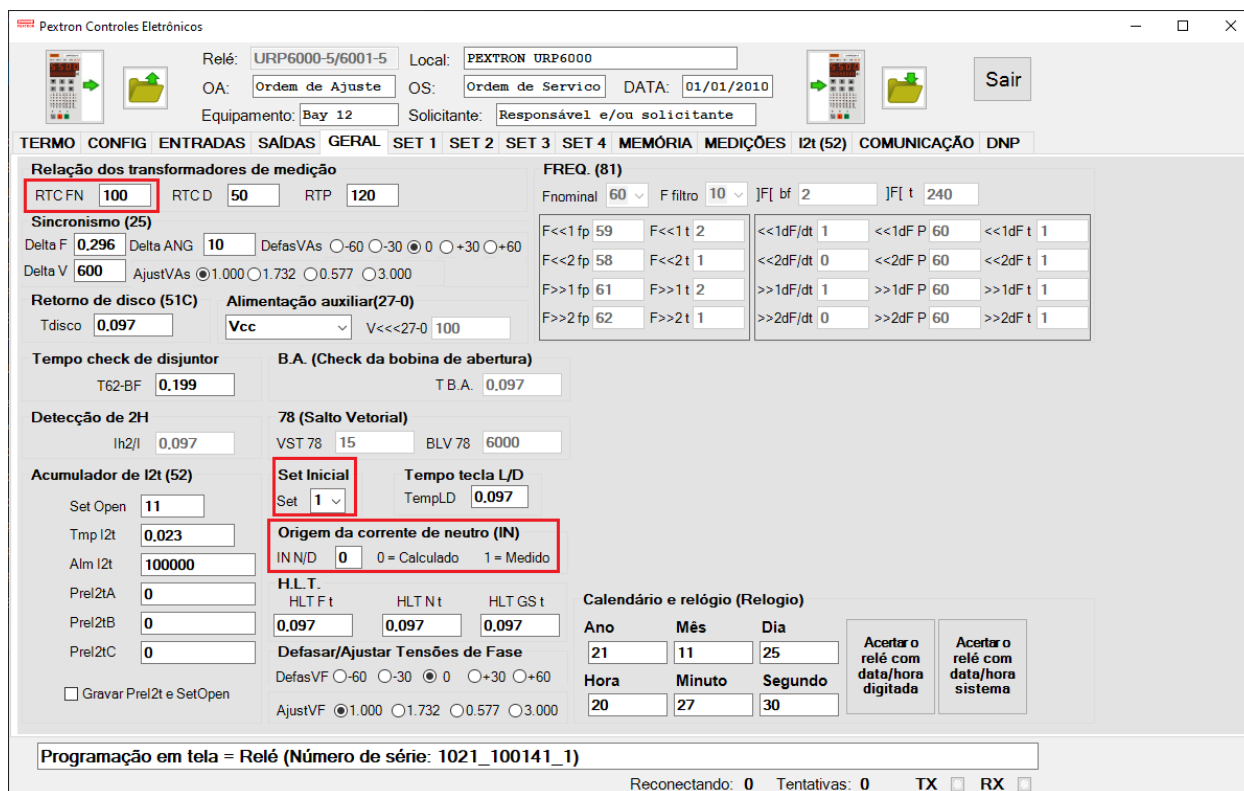 Pextron Controles Eletrônicos
Relé: URP6000-5/6001-5 Local: PEXTRON URP6000
OA: Ordem de Ajuste OS: Ordem de Servico DATA: 01/01/2010
Equipamento: Bay 12 Solicitante: Responsável e/ou solicitante
Sair
TERMO CONFIG ENTRADAS SAÍDAS GERAL SET 1 SET 2 SET 3 SET 4 MEMÓRIA MEDIÇÕES I2t (52) COMUNICAÇÃO DNP
Relação dos transformadores de medição
RTC FN 100 RTC D 50 RTP 120
Sincronismo (25)
Delta F 0,296 Delta ANG 10 DefasVAs -60 -30 0 +30 +60
Delta V 600 AjustVAs 1.000 1.732 0.577 3.000
Retorno de disco (51C)
Tdisco 0,097
Alimentação auxiliar(27-0)
Vcc V<<<27-0 100
Tempo check de disjuntor
T62-BF 0,199
B.A. (Check da bobina de abertura)
T B.A. 0,097
Detecção de 2H
Ih2/I 0,097
78 (Salto Vetorial)
VST 78 15 BLV 78 6000
Acumulador de I2t (52)
Set Open 11
Tmp I2t 0,023
Alm I2t 100000
PreI2tA 0
PreI2tB 0
PreI2tC 0
Gravar PreI2t e SetOpen
Set Inicial
Set 1
Tempo tecla L/D
TempLD 0,097
Origem da corrente de neutro (IN)
IN N/D 0 0 = Calculado 1 = Medido
H.L.T.
HLT F t HLT N t HLT GS t
0,097 0,097 0,097
Defasar/Ajustar Tensões de Fase
DefasVF -60 -30 0 +30 +60
AjustVF 1.000 1.732 0.577 3.000
FREQ. (81)
Fnominal 60 F filtro 10 ]F[ bf 2 ]F[ t 240
F<<1 fp 59 F<<1 t 2 <<1dF/dt 1 <<1dF P 60 <<1dF t 1
F<<2 fp 58 F<<2 t 1 <<2dF/dt 0 <<2dF P 60 <<2dF t 1
F>>1 fp 61 F>>1 t 2 >>1dF/dt 1 >>1dF P 60 >>1dF t 1
F>>2 fp 62 F>>2 t 1 >>2dF/dt 0 >>2dF P 60 >>2dF t 1
Calendário e relógio (Relogio)
Ano Mês Dia
21 11 25
Hora Minuto Segundo
20 27 30
Acertar o
relé com
data/hora
digitada
Acertar o
relé com
data/hora
sistema
Programação em tela = Relé (Número de série: 1021_100141_1)
Reconectando: 0 Tentativas: 0 TX RX